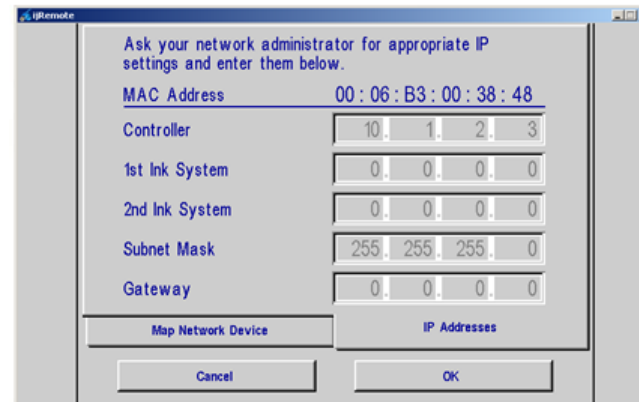 ijRemote
Ask your network administrator for appropriate IP
settings and enter them below.
MAC Address 00 : 06 : B3 : 00 : 38 : 48
Controller 10 . 1 . 2 . 3
1st Ink System 0 . 0 . 0 . 0
2nd Ink System 0 . 0 . 0 . 0
Subnet Mask 255 . 255 . 255 . 0
Gateway 0 . 0 . 0 . 0
Map Network Device IP Addresses
Cancel OK